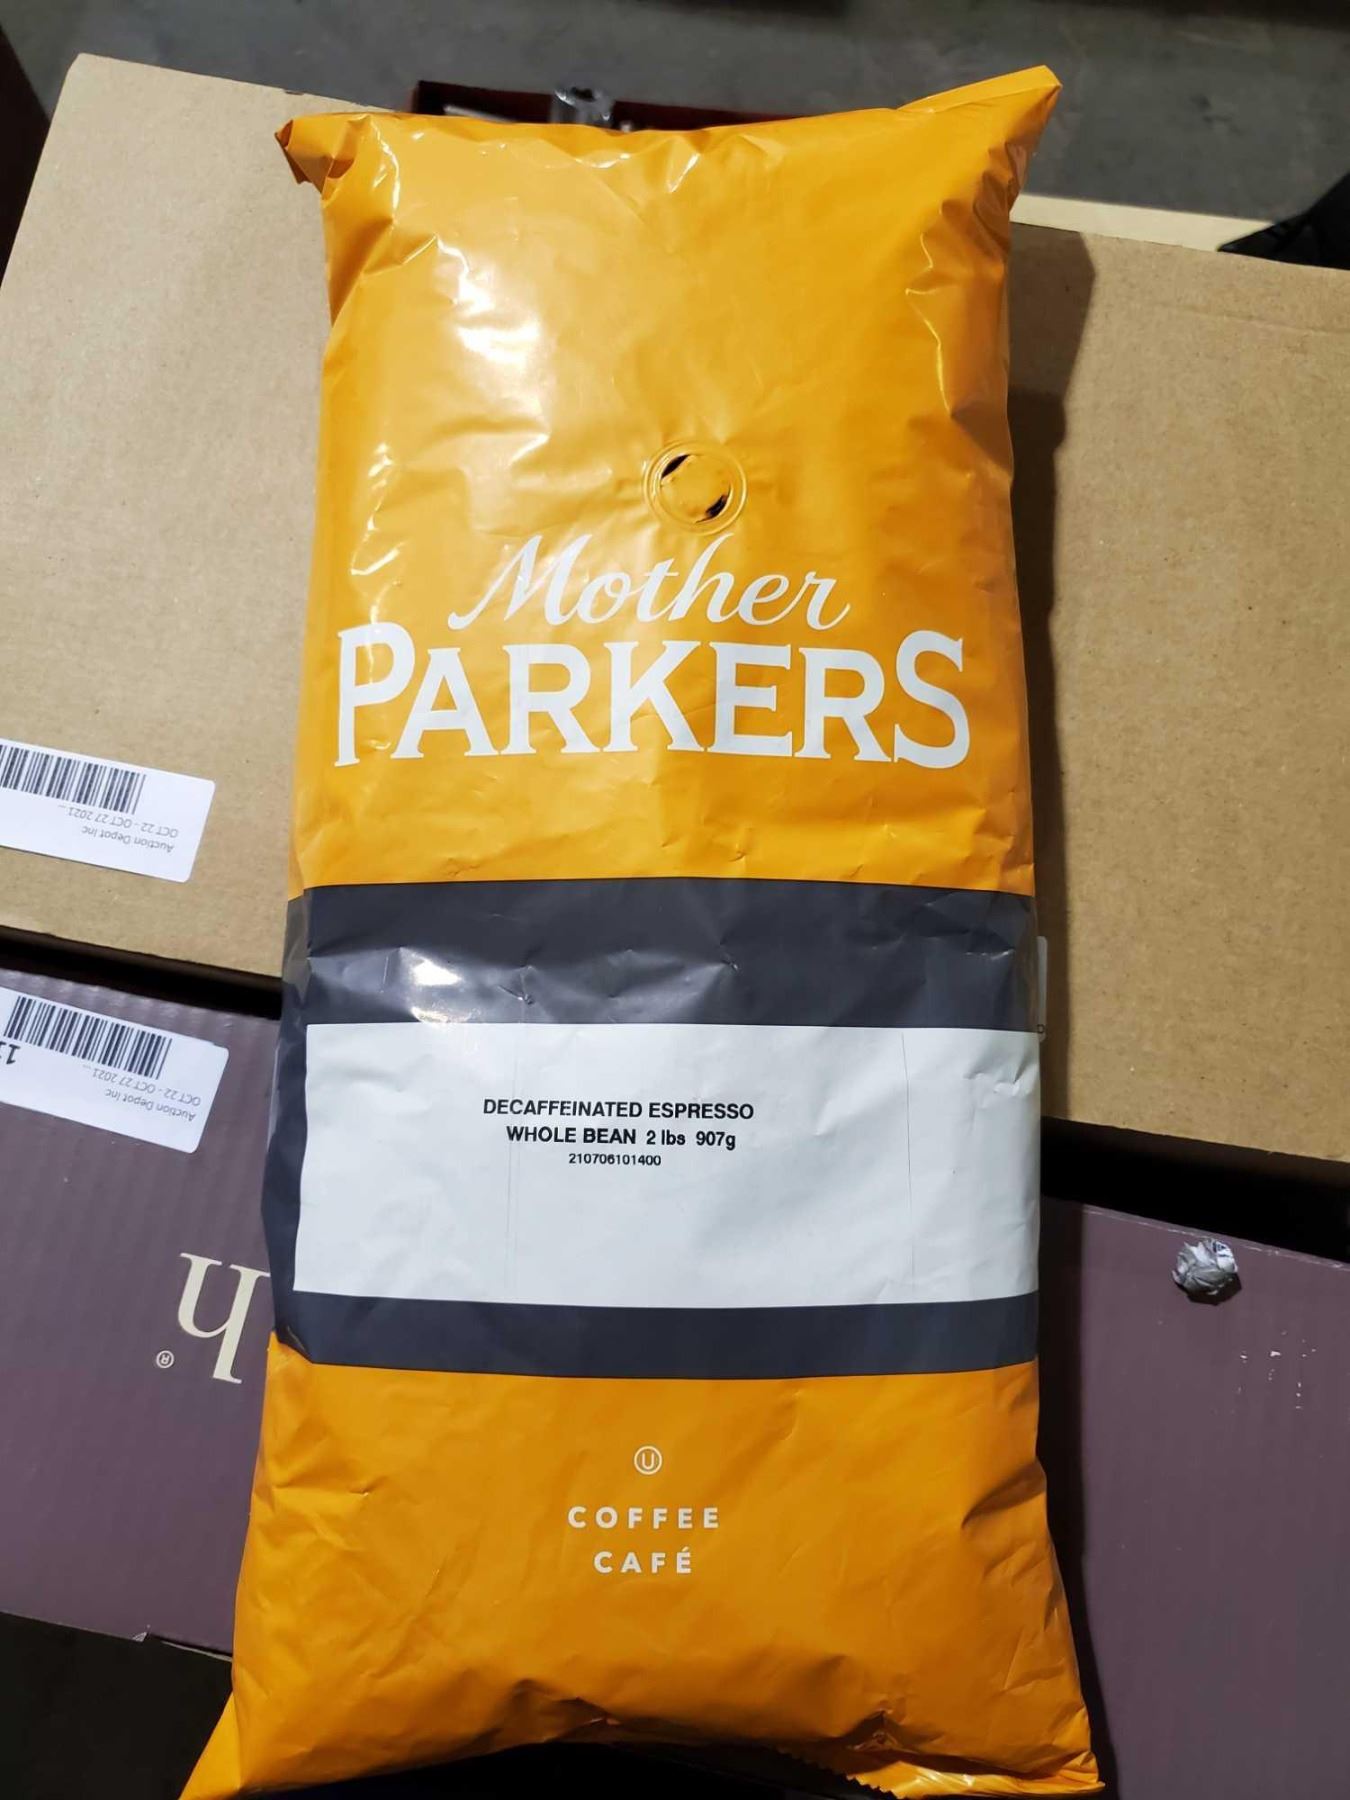 Mother
PARKERS
OCT 22 - OCT 27 2021...
Auction Depot Inc
11
OCT 22 - OCT 27 2021...
Auction Depot Inc
DECAFFEINATED ESPRESSO
WHOLE BEAN 2 lbs 907g
210706101400
h
®
U
COFFEE
CAFÉ